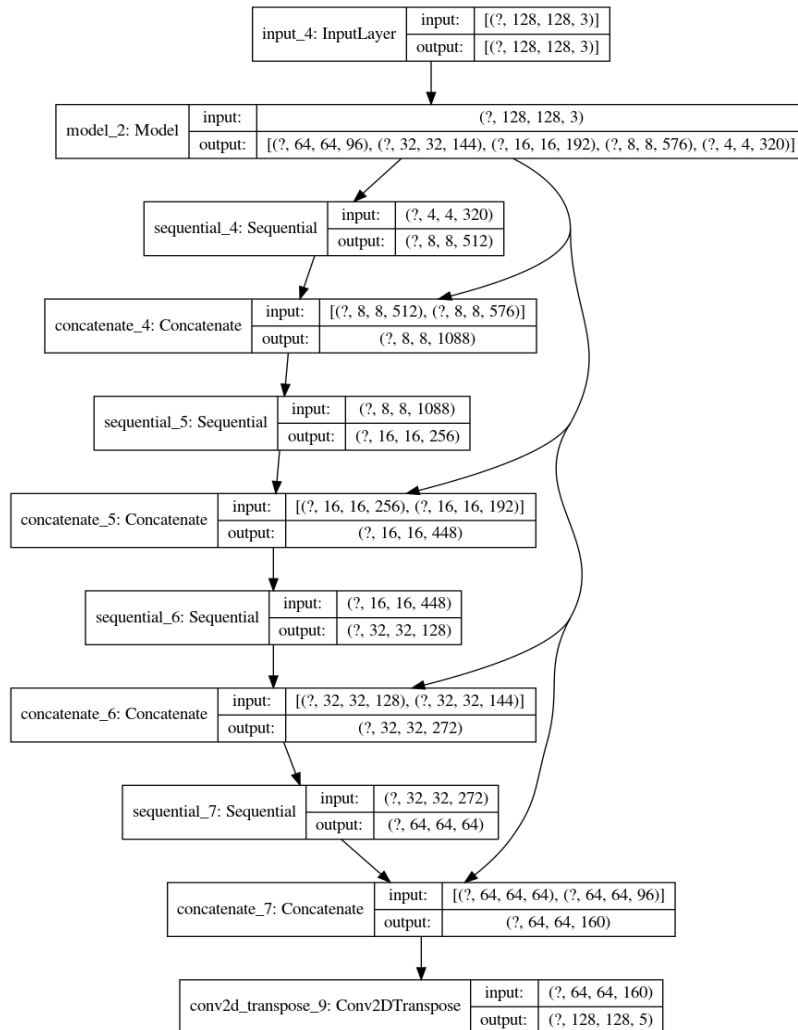 input_4: InputLayer
input: [(?, 128, 128, 3)]
output: [(?, 128, 128, 3)]
model_2: Model
input: (?, 128, 128, 3)
output: [(?, 64, 64, 96), (?, 32, 32, 144), (?, 16, 16, 192), (?, 8, 8, 576), (?, 4, 4, 320)]
sequential_4: Sequential
input: (?, 4, 4, 320)
output: (?, 8, 8, 512)
concatenate_4: Concatenate
input: [(?, 8, 8, 512), (?, 8, 8, 576)]
output: (?, 8, 8, 1088)
sequential_5: Sequential
input: (?, 8, 8, 1088)
output: (?, 16, 16, 256)
concatenate_5: Concatenate
input: [(?, 16, 16, 256), (?, 16, 16, 192)]
output: (?, 16, 16, 448)
sequential_6: Sequential
input: (?, 16, 16, 448)
output: (?, 32, 32, 128)
concatenate_6: Concatenate
input: [(?, 32, 32, 128), (?, 32, 32, 144)]
output: (?, 32, 32, 272)
sequential_7: Sequential
input: (?, 32, 32, 272)
output: (?, 64, 64, 64)
concatenate_7: Concatenate
input: [(?, 64, 64, 64), (?, 64, 64, 96)]
output: (?, 64, 64, 160)
conv2d_transpose_9: Conv2DTranspose
input: (?, 64, 64, 160)
output: (?, 128, 128, 5)